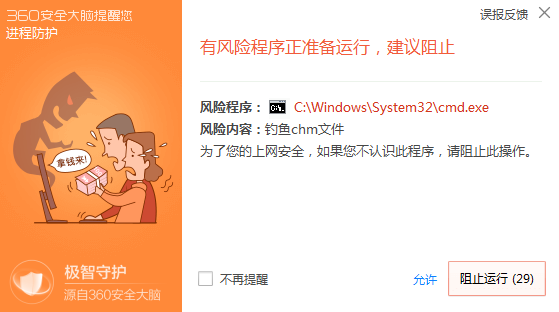 360安全大脑提醒您
进程防护
误报反馈
有风险程序正准备运行，建议阻止
风险程序： C:\Windows\System32\cmd.exe
风险内容：钓鱼chm文件
为了您的上网安全，如果您不认识此程序，请阻止此操作。
拿钱来!
极智守护
源自360安全大脑
不再提醒
允许
阻止运行 (29)